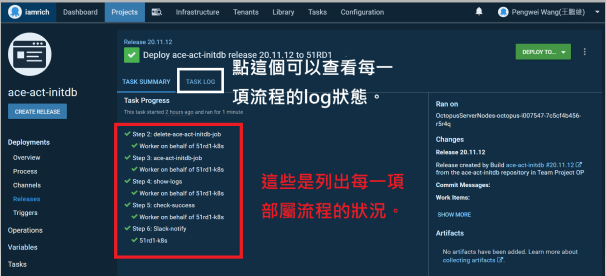 iamrich
Dashboard
Projects
Infrastructure
Tenants
Library
Tasks
Configuration
Pengwei Wang(王鵬維)
ace-act-initdb
CREATE RELEASE
Deployments
Overview
Process
Channels
Releases
Triggers
Operations
Variables
Tasks
Release 20.11.12
Deploy ace-act-initdb release 20.11.12 to 51RD1
DEPLOY TO...
TASK SUMMARY
TASK LOG
點這個可以查看每一
項流程的log狀態。
Task Progress
This task started 2 hours ago and ran for 1 minute
Step 2: delete-ace-act-initdb-job
Worker on behalf of 51rd1-k8s
Step 3: ace-act-initdb-job
Worker on behalf of 51rd1-k8s
Step 4: show-logs
Worker on behalf of 51rd1-k8s
Step 5: check-success
Worker on behalf of 51rd1-k8s
Step 6: Slack-notify
51rd1-k8s
這些是列出每一項
部屬流程的狀況。
Ran on
OctopusServerNodes-octopus-i007547-7c5cf4b456-
r5r4q
Changes
Release 20.11.12
Release created by Build ace-act-initdb #20.11.12
from the ace-act-initdb repository in Team Project OP
Commit Messages:
Work Items:
SHOW MORE
Artifacts
No artifacts have been added. Learn more about
collecting artifacts